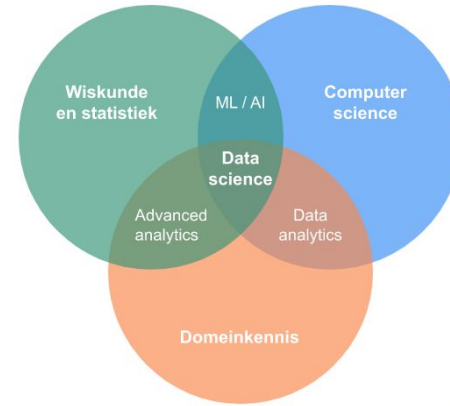 Wiskunde
en statistiek
ML / AI
Computer
science
Data
science
Advanced
analytics
Data
analytics
Domeinkennis